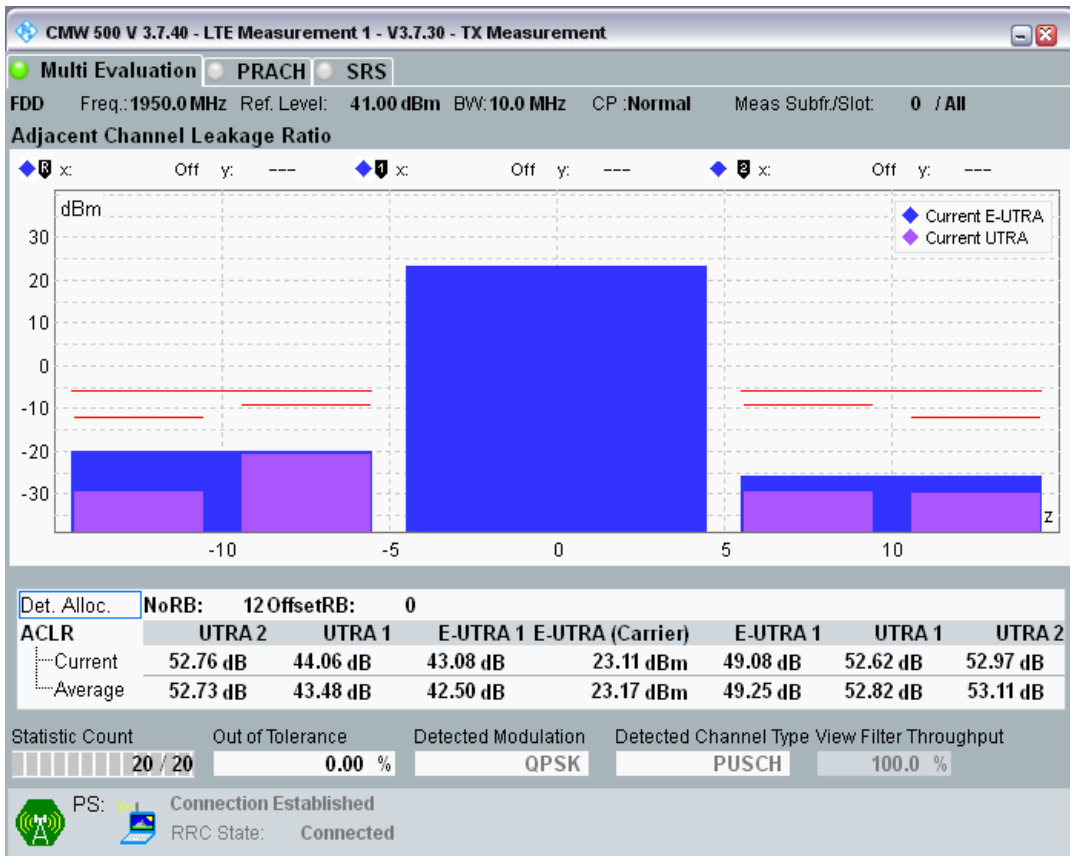 CMW 500 V 3.7.40 - LTE Measurement 1 - V3.7.30 - TX Measurement
Multi Evaluation PRACH SRS
FDD Freq.: 1950.0 MHz Ref. Level: 41.00 dBm BW: 10.0 MHz CP : Normal Meas Subfr./Slot: 0 / All
Adjacent Channel Leakage Ratio
R x: Off y: --- 1 x: Off y: --- 2 x: Off y: ---
dBm
Current E-UTRA
Current UTRA
30
20
10
0
-10
-20
-30
z
-10 -5 0 5 10
Det. Alloc. NoRB: 12 OffsetRB: 0
ACLR UTRA 2 UTRA 1 E-UTRA 1 E-UTRA (Carrier) E-UTRA 1 UTRA 1 UTRA 2
Current 52.76 dB 44.06 dB 43.08 dB 23.11 dBm 49.08 dB 52.62 dB 52.97 dB
Average 52.73 dB 43.48 dB 42.50 dB 23.17 dBm 49.25 dB 52.82 dB 53.11 dB
Statistic Count Out of Tolerance Detected Modulation Detected Channel Type View Filter Throughput
20 / 20 0.00 % QPSK PUSCH 100.0 %
PS: Connection Established
RRC State: Connected